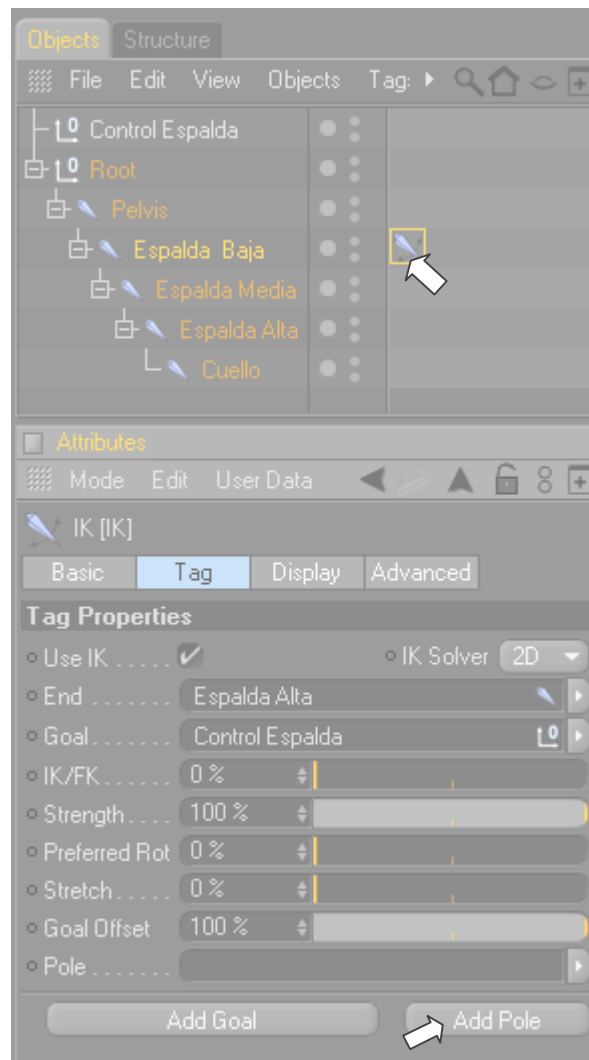 Objects Structure
File Edit View Objects Tag:
Control Espalda
Root
Pelvis
Espalda Baja
Espalda Media
Espalda Alta
Cuello
Attributes
Mode Edit User Data
IK [IK]
Basic Tag Display Advanced
Tag Properties
Use IK ..... IK Solver 2D
End ....... Espalda Alta
Goal ....... Control Espalda
IK/FK ...... 0 %
Strength .... 100 %
Preferred Rot 0 %
Stretch ..... 0 %
Goal Offset 100 %
Pole .......
Add Goal Add Pole